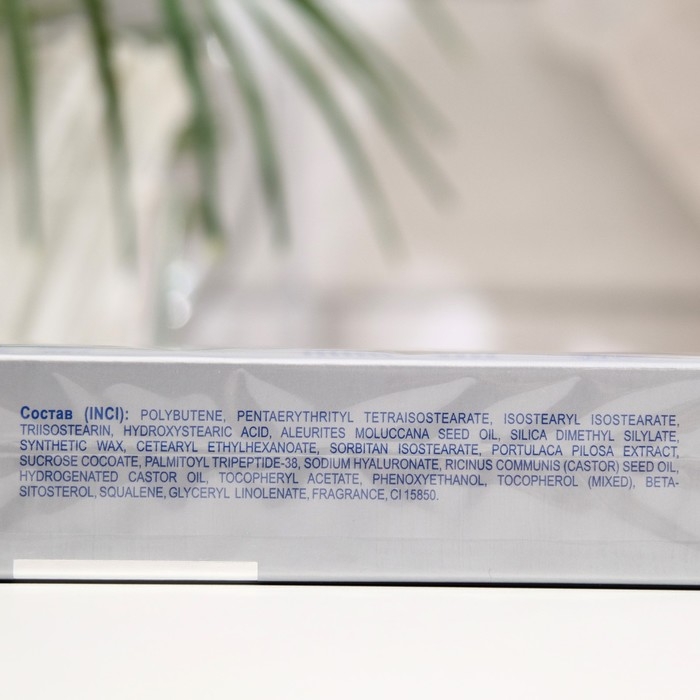 Состав (INCI): POLYBUTENE, PENTAERYTHRITYL TETRAISOSTEARATE, ISOSTEARYL ISOSTEARATE,
TRIISOSTEARIN, HYDROXYSTEARIC ACID, ALEURITES MOLUCCANA SEED OIL, SILICA DIMETHYL SILYLATE,
SYNTHETIC WAX, CETEARYL ETHYLHEXANOATE, SORBITAN ISOSTEARATE, PORTULACA PILOSA EXTRACT,
SUCROSE COCOATE, PALMITOYL TRIPEPTIDE-38, SODIUM HYALURONATE, RICINUS COMMUNIS (CASTOR) SEED OIL,
HYDROGENATED CASTOR OIL, TOCOPHERYL ACETATE, PHENOXYETHANOL, TOCOPHEROL (MIXED), BETA-
SITOSTEROL, SQUALENE, GLYCERYL LINOLENATE, FRAGRANCE, CI 15850.